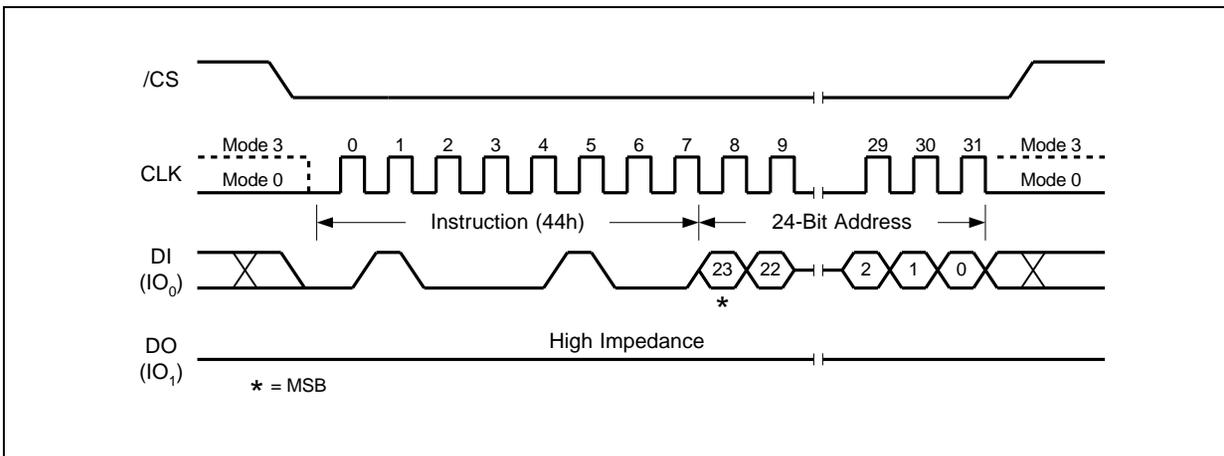 /CS
Mode 3 0 1 2 3 4 5 6 7 8 9 29 30 31 Mode 3
CLK
Mode 0 Mode 0
Instruction (44h) 24-Bit Address
DI
(IO₀)
23 22 2 1 0
*
High Impedance
DO
(IO₁)
* = MSB